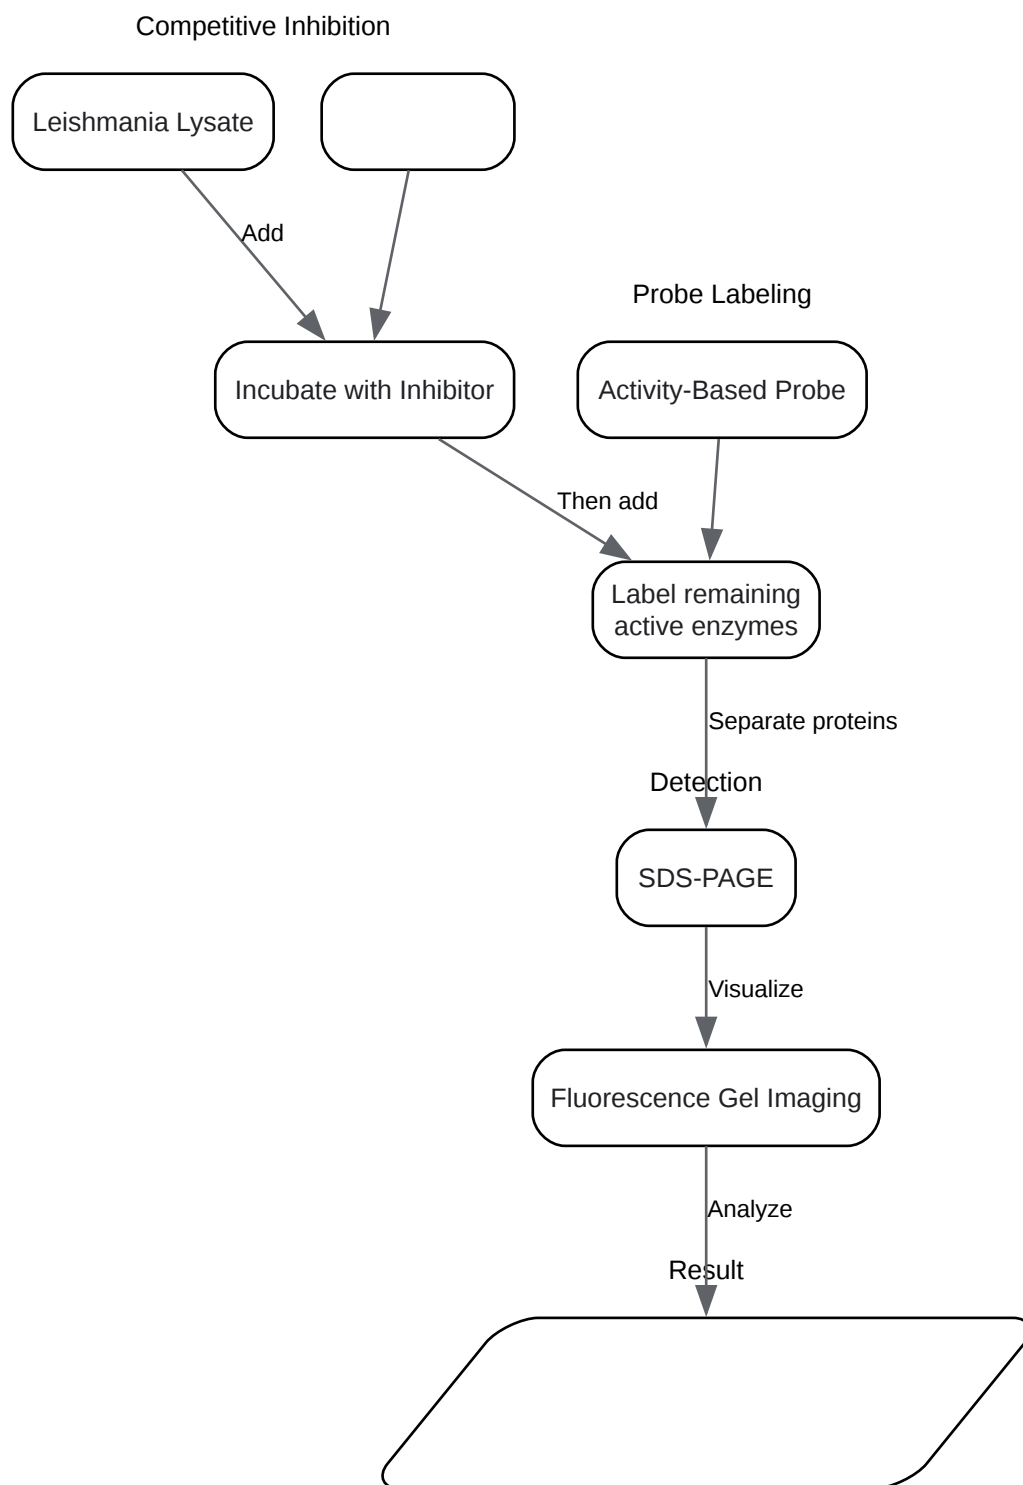 Competitive Inhibition
Leishmania Lysate
Add
Probe Labeling
Incubate with Inhibitor
Activity-Based Probe
Then add
Label remaining
active enzymes
Separate proteins
Detection
SDS-PAGE
Visualize
Fluorescence Gel Imaging
Analyze
Result